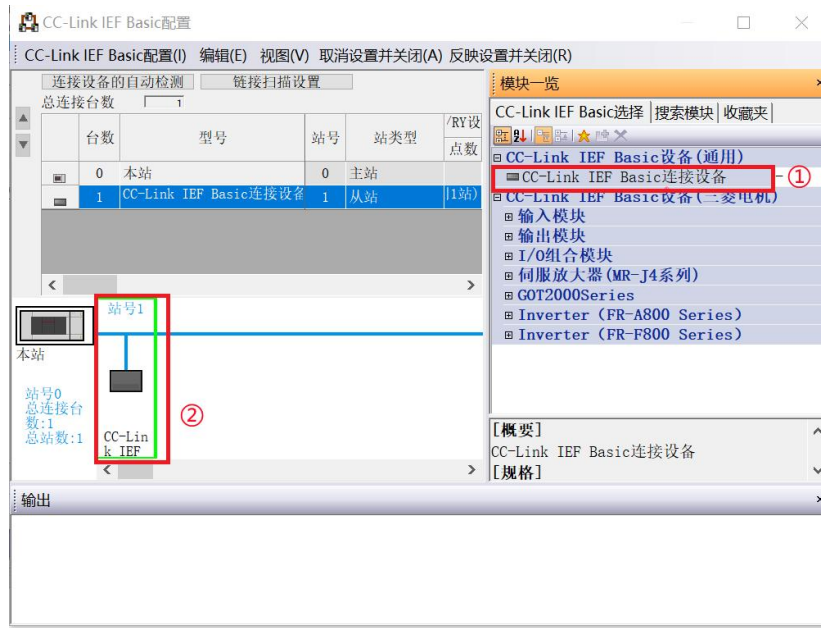 CC-Link IEF Basic配置
CC-Link IEF Basic配置(I) 编辑(E) 视图(V) 取消设置并关闭(A) 反映设置并关闭(R)
连接设备的自动检测 链接扫描设置
总连接台数 1
台数 型号 站号 站类型 /RY设
点数
0 本站 0 主站
1 CC-Link IEF Basic连接设备 1 从站 1站)
站号1
本站
站号0
总连接台
数:1
总站数:1
CC-Lin
k IEF
②
模块一览
CC-Link IEF Basic选择 搜索模块 收藏夹
CC-Link IEF Basic设备(通用)
CC-Link IEF Basic连接设备
①
CC-Link IEF Basic设备(三菱电机)
输入模块
输出模块
I/O组合模块
伺服放大器(MR-J4系列)
GOT2000Series
Inverter (FR-A800 Series)
Inverter (FR-F800 Series)
[概要]
CC-Link IEF Basic连接设备
[规格]
输出